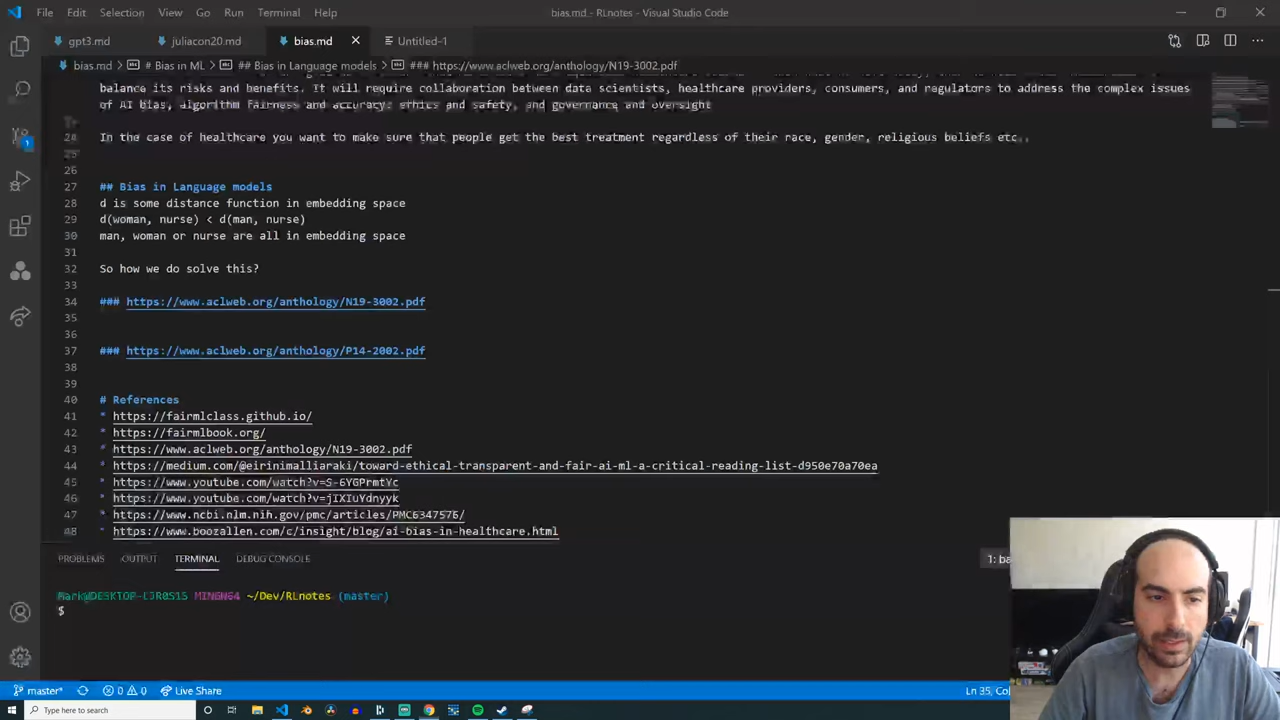 File Edit Selection View Go Run Terminal Help
bias.md - RLnotes - Visual Studio Code
gpt3.md juliacon20.md bias.md Untitled-1
bias.md > # Bias in ML > ## Bias in Language models > ### https://www.aclweb.org/anthology/N19-3002.pdf
balance its risks and benefits. It will require collaboration between data scientists, healthcare providers, consumers, and regulators to address the complex issues
of AI bias, algorithm fairness and accuracy; ethics and safety, and governance and oversight
24 In the case of healthcare you want to make sure that people get the best treatment regardless of their race, gender, religious beliefs etc..
25
26
27 ## Bias in Language models
28 d is some distance function in embedding space
29 d(woman, nurse) < d(man, nurse)
30 man, woman or nurse are all in embedding space
31
32 So how we do solve this?
33
34 ### https://www.aclweb.org/anthology/N19-3002.pdf
35
36
37 ### https://www.aclweb.org/anthology/P14-2002.pdf
38
39
40 # References
41 * https://fairmlclass.github.io/
42 * https://fairmlbook.org/
43 * https://www.aclweb.org/anthology/N19-3002.pdf
44 * https://medium.com/@eirinimalliaraki/toward-ethical-transparent-and-fair-ai-ml-a-critical-reading-list-d950e70a70ea
45 * https://www.youtube.com/watch?v=S-6YGPrmtYc
46 * https://www.youtube.com/watch?v=jIXIuYdnyyk
47 * https://www.ncbi.nlm.nih.gov/pmc/articles/PMC6347576/
48 * https://www.boozallen.com/c/insight/blog/ai-bias-in-healthcare.html
PROBLEMS OUTPUT TERMINAL DEBUG CONSOLE
1: ba
MINGW64 ~/Dev/RLnotes (master)
$
master* 0 0 Live Share
Ln 35, Co
Type here to search